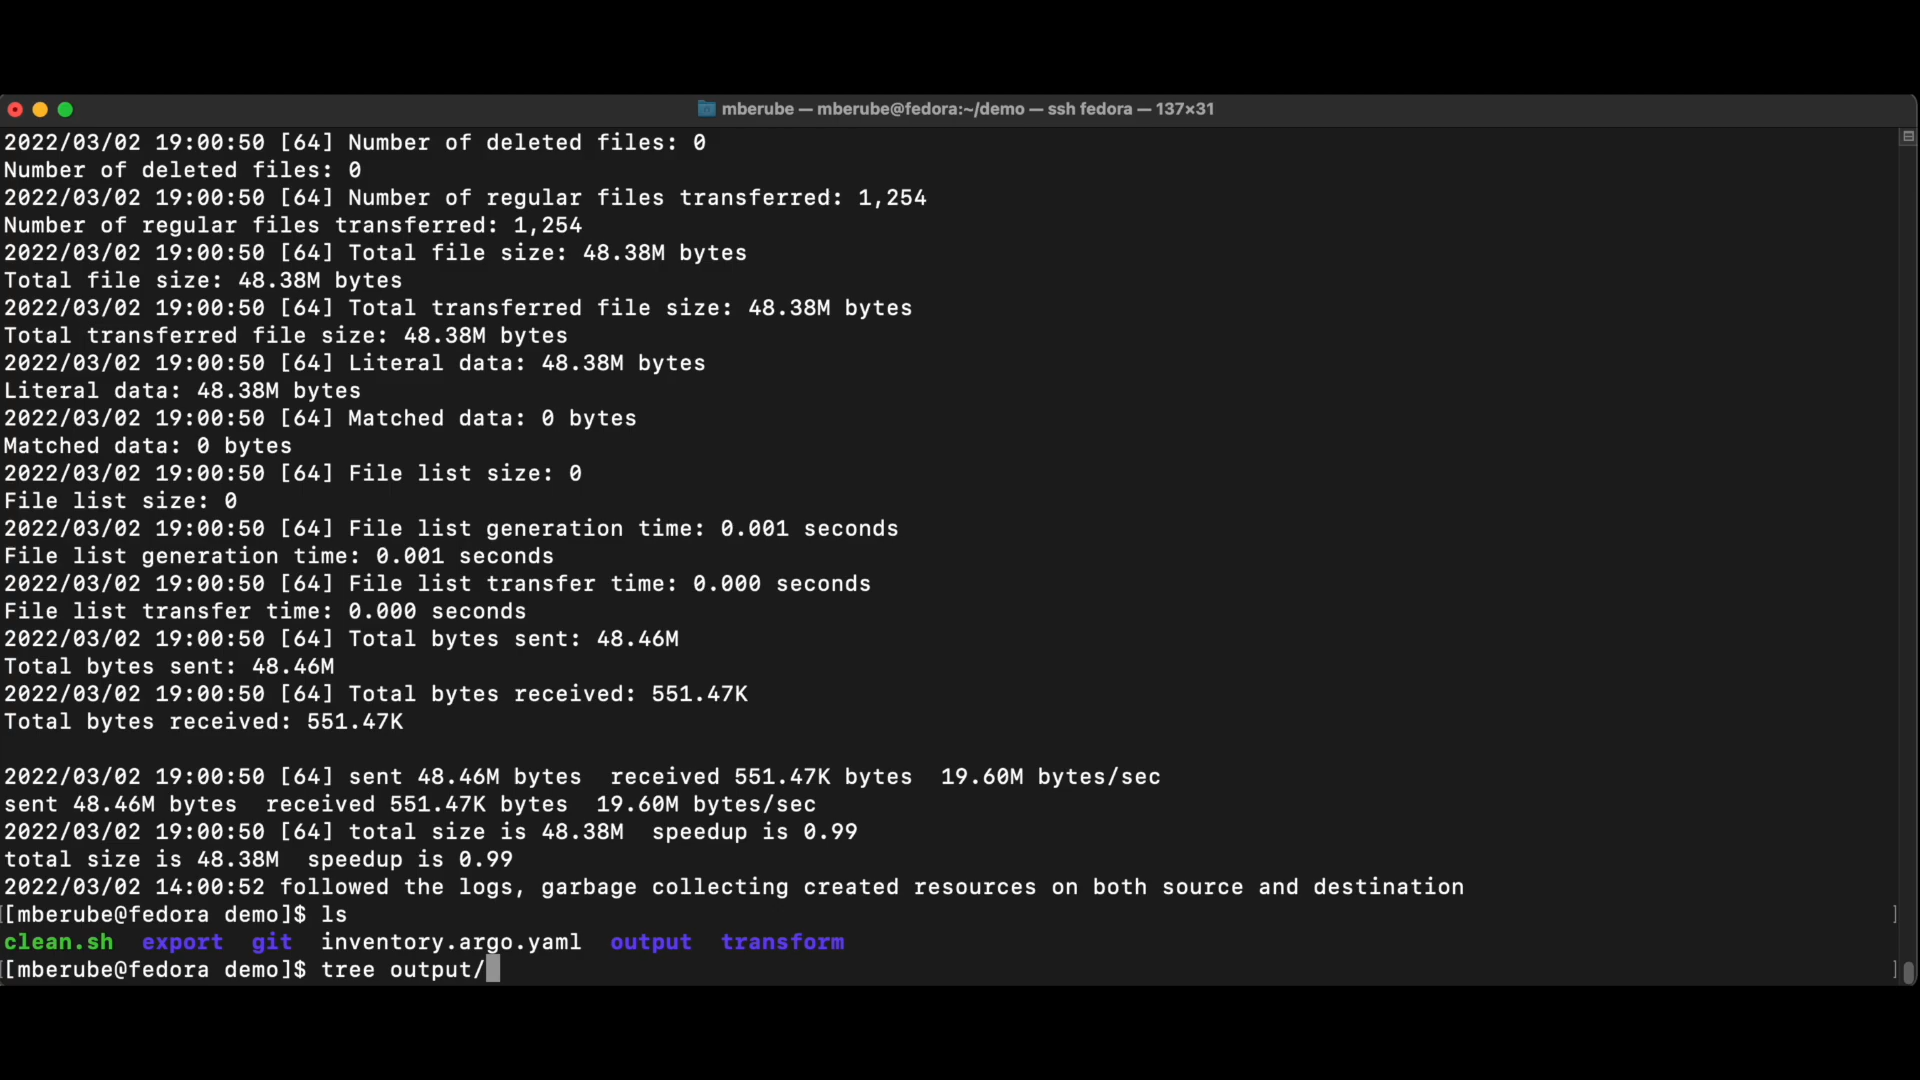 mberube — mberube@fedora:~/demo — ssh fedora — 137×31
2022/03/02 19:00:50 [64] Number of deleted files: 0
Number of deleted files: 0
2022/03/02 19:00:50 [64] Number of regular files transferred: 1,254
Number of regular files transferred: 1,254
2022/03/02 19:00:50 [64] Total file size: 48.38M bytes
Total file size: 48.38M bytes
2022/03/02 19:00:50 [64] Total transferred file size: 48.38M bytes
Total transferred file size: 48.38M bytes
2022/03/02 19:00:50 [64] Literal data: 48.38M bytes
Literal data: 48.38M bytes
2022/03/02 19:00:50 [64] Matched data: 0 bytes
Matched data: 0 bytes
2022/03/02 19:00:50 [64] File list size: 0
File list size: 0
2022/03/02 19:00:50 [64] File list generation time: 0.001 seconds
File list generation time: 0.001 seconds
2022/03/02 19:00:50 [64] File list transfer time: 0.000 seconds
File list transfer time: 0.000 seconds
2022/03/02 19:00:50 [64] Total bytes sent: 48.46M
Total bytes sent: 48.46M
2022/03/02 19:00:50 [64] Total bytes received: 551.47K
Total bytes received: 551.47K
2022/03/02 19:00:50 [64] sent 48.46M bytes  received 551.47K bytes  19.60M bytes/sec
sent 48.46M bytes  received 551.47K bytes  19.60M bytes/sec
2022/03/02 19:00:50 [64] total size is 48.38M  speedup is 0.99
total size is 48.38M  speedup is 0.99
2022/03/02 14:00:52 followed the logs, garbage collecting created resources on both source and destination
[[mberube@fedora demo]$ ls ]
clean.sh  export  git  inventory.argo.yaml  output  transform
[[mberube@fedora demo]$ tree output/ ]